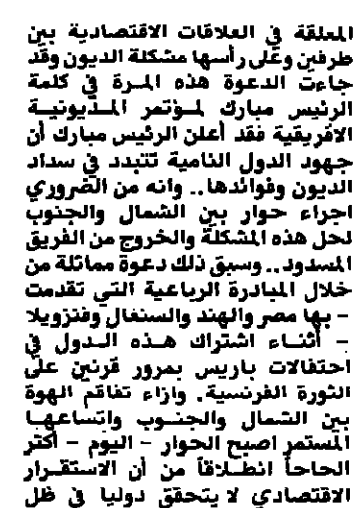 المعلقة في العلاقات الاقتصادية بين
طرفين وعلى رأسها مشكلة الديون وقد
جاءت الدعوة هذه المرة في كلمة
الرئيس مبارك لمؤتمر المديونية
الافريقية فقد أعلن الرئيس مبارك أن
جهود الدول النامية تتبدد في سداد
الديون وفوائدها .. وانه من الضروري
اجراء حوار بين الشمال والجنوب
لحل هذه المشكلة والخروج من الفريق
المسدود .. وسبق ذلك دعوة مماثلة من
خلال المبادرة الرباعية التي تقدمت
- بها مصر والهند والسنغال وفنزويلا
- أثناء اشتراك هذه الدول في
احتفالات باريس بمرور قرنين على
الثورة الفرنسية. وازاء تفاقم الهوة
بين الشمال والجنوب واتساعها
المستمر اصبح الحوار - اليوم - أكثر
الحاحاً انطلاقاً من أن الاستقرار
الاقتصادي لا يتحقق دوليا في ظل